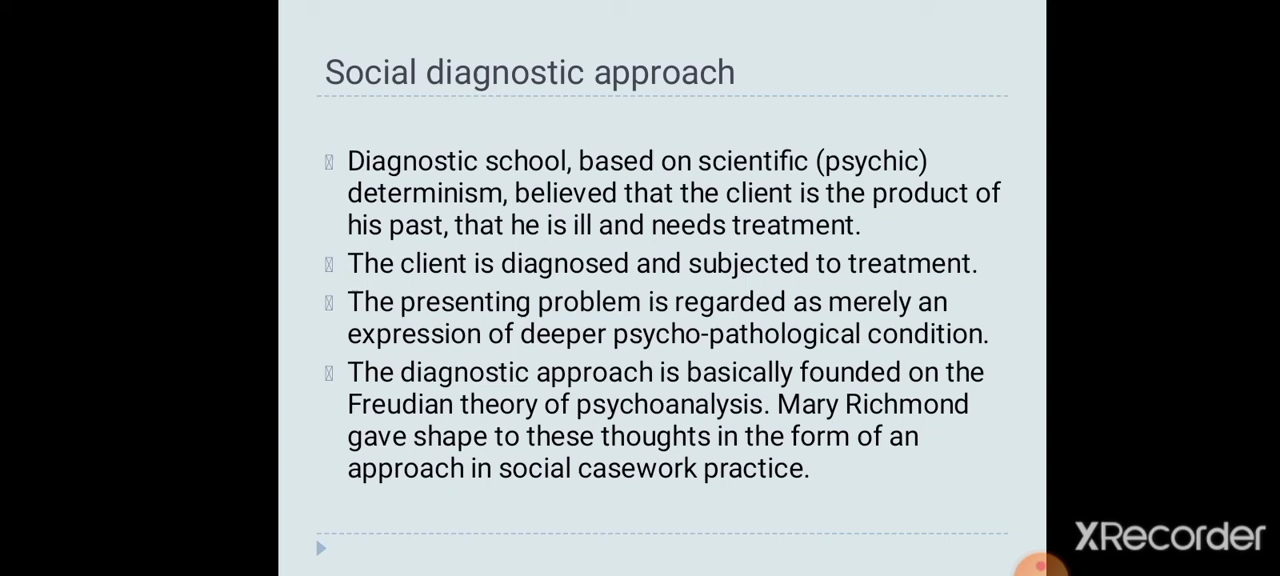 Social diagnostic approach
Diagnostic school, based on scientific (psychic)
determinism, believed that the client is the product of
his past, that he is ill and needs treatment.
The client is diagnosed and subjected to treatment.
The presenting problem is regarded as merely an
expression of deeper psycho-pathological condition.
The diagnostic approach is basically founded on the
Freudian theory of psychoanalysis. Mary Richmond
gave shape to these thoughts in the form of an
approach in social casework practice.
XRecorder